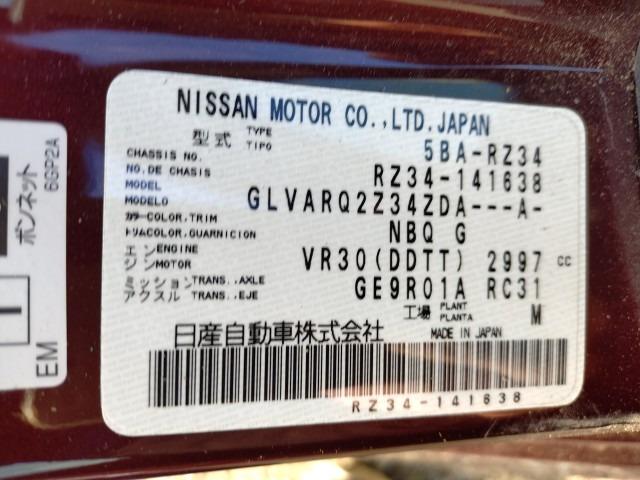 NISSAN MOTOR CO.,LTD.JAPAN
型式 TYPE TIPO 5BA-RZ34
CHASSIS NO. NO.DE CHASIS RZ34-141638
MODEL MODELO GLVARQ2Z34ZDA---A-
カラーCOLOR,TRIM トリムCOLOR,GUARNICION NBQ G
エンジン ENGINE MOTOR VR30(DDTT) 2997 cc
ミッション TRANS.,AXLE アクスル TRANS.,EJE GE9R01A RC31
工場 PLANT PLANTA M
日産自動車株式会社 MADE IN JAPAN
RZ34-141638
ボンネット
6GP2A
1
EM